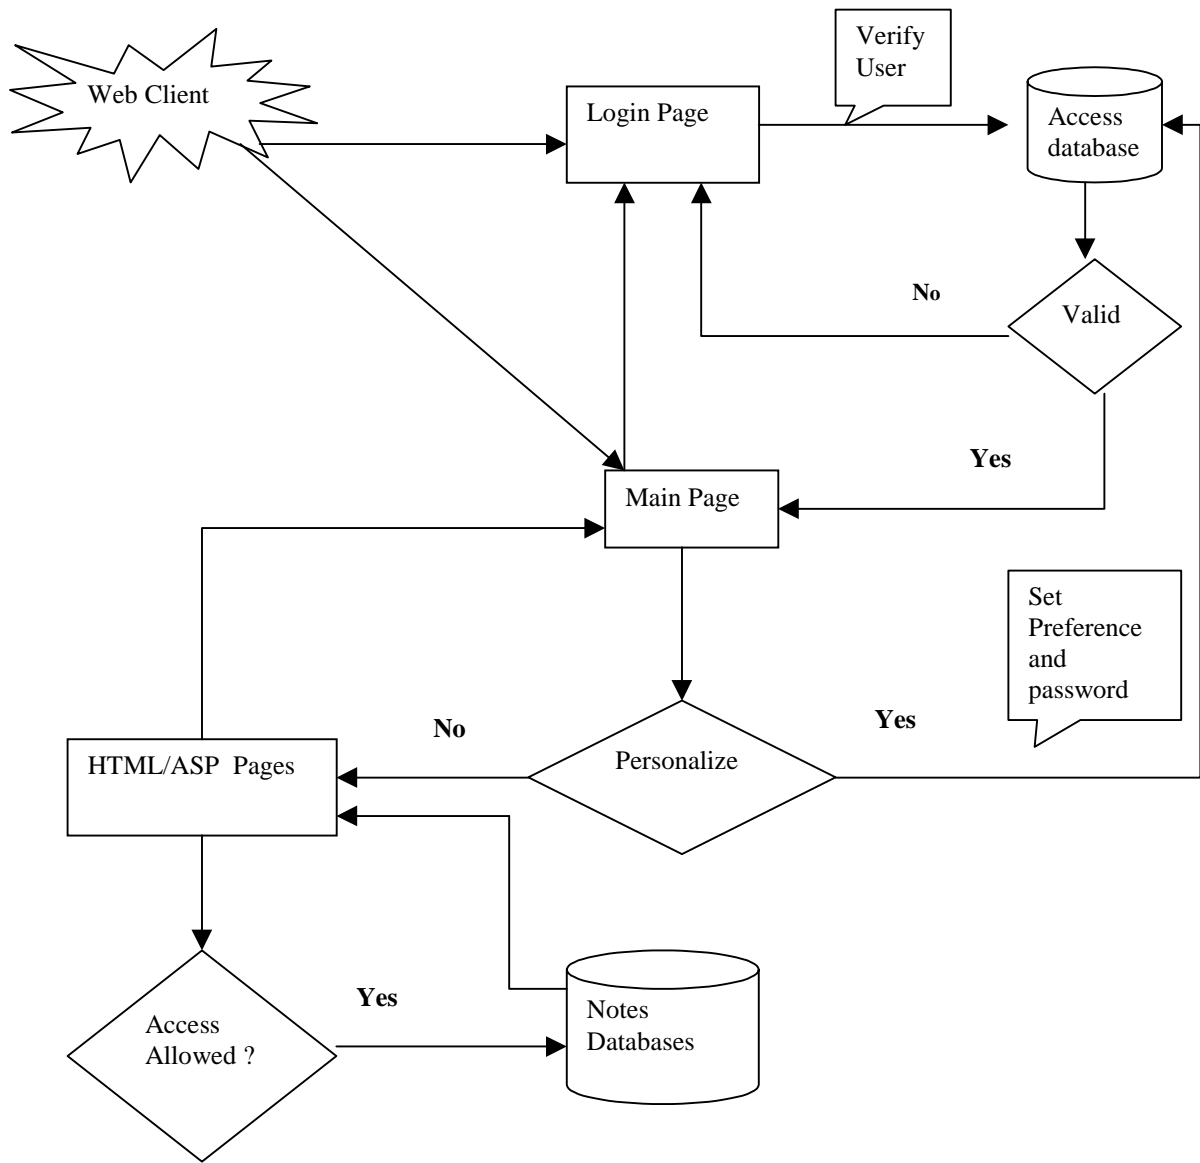 Web Client
Login Page
Verify
User
Access
database
No
Valid
Yes
Main Page
Set
Preference
and
password
No
Yes
HTML/ASP Pages
Personalize
Yes
Access
Allowed ?
Notes
Databases